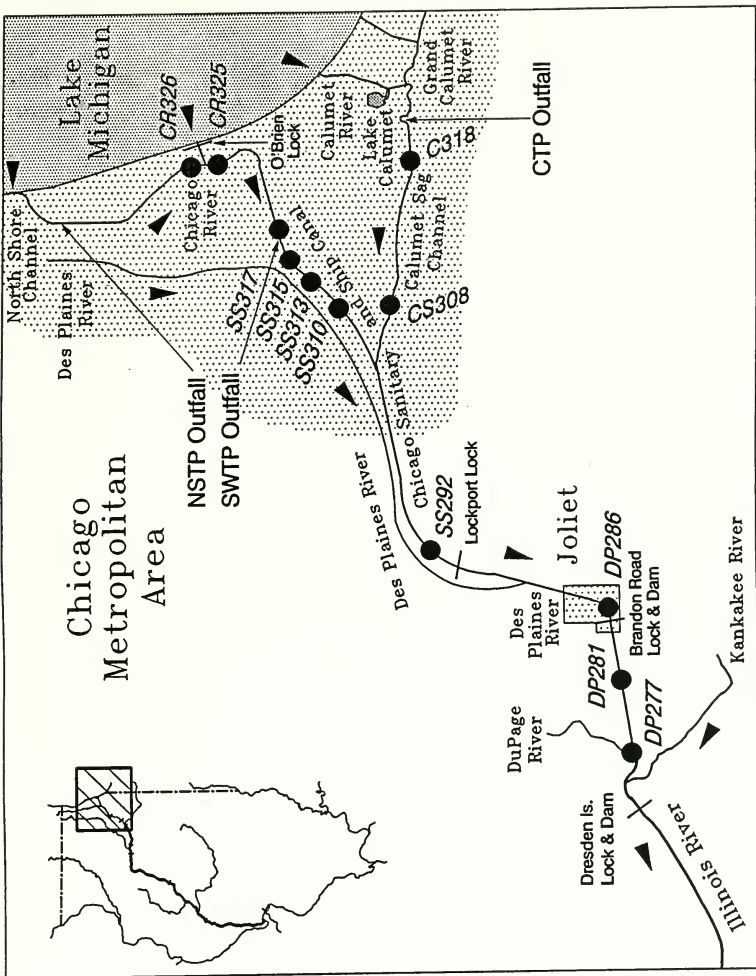 Lake
Michigan
CR326
CR325
North Shore
Channel
Des Plaines
River
Chicago
River
O'Brien
Lock
Calumet
River
Lake
Calumet
Grand
Calumet
River
CTP Outfall
C318
Calumet Sag
Channel
CS308
Chicago Sanitary
and Ship Canal
SS317
SS315
SS313
SS310
NSTP Outfall
SWTP Outfall
Chicago
Metropolitan
Area
Des Plaines River
SS292
Lockport Lock
Joliet
DP286
Des
Plaines
River
Brandon Road
Lock & Dam
DP281
DP277
DuPage
River
Kankakee River
Dresden Is.
Lock & Dam
Illinois River